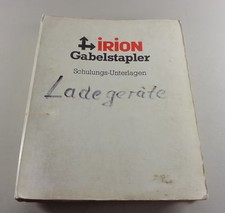 iRiON
Gabelstapler
Schulungs-Unterlagen
Ladegeräte